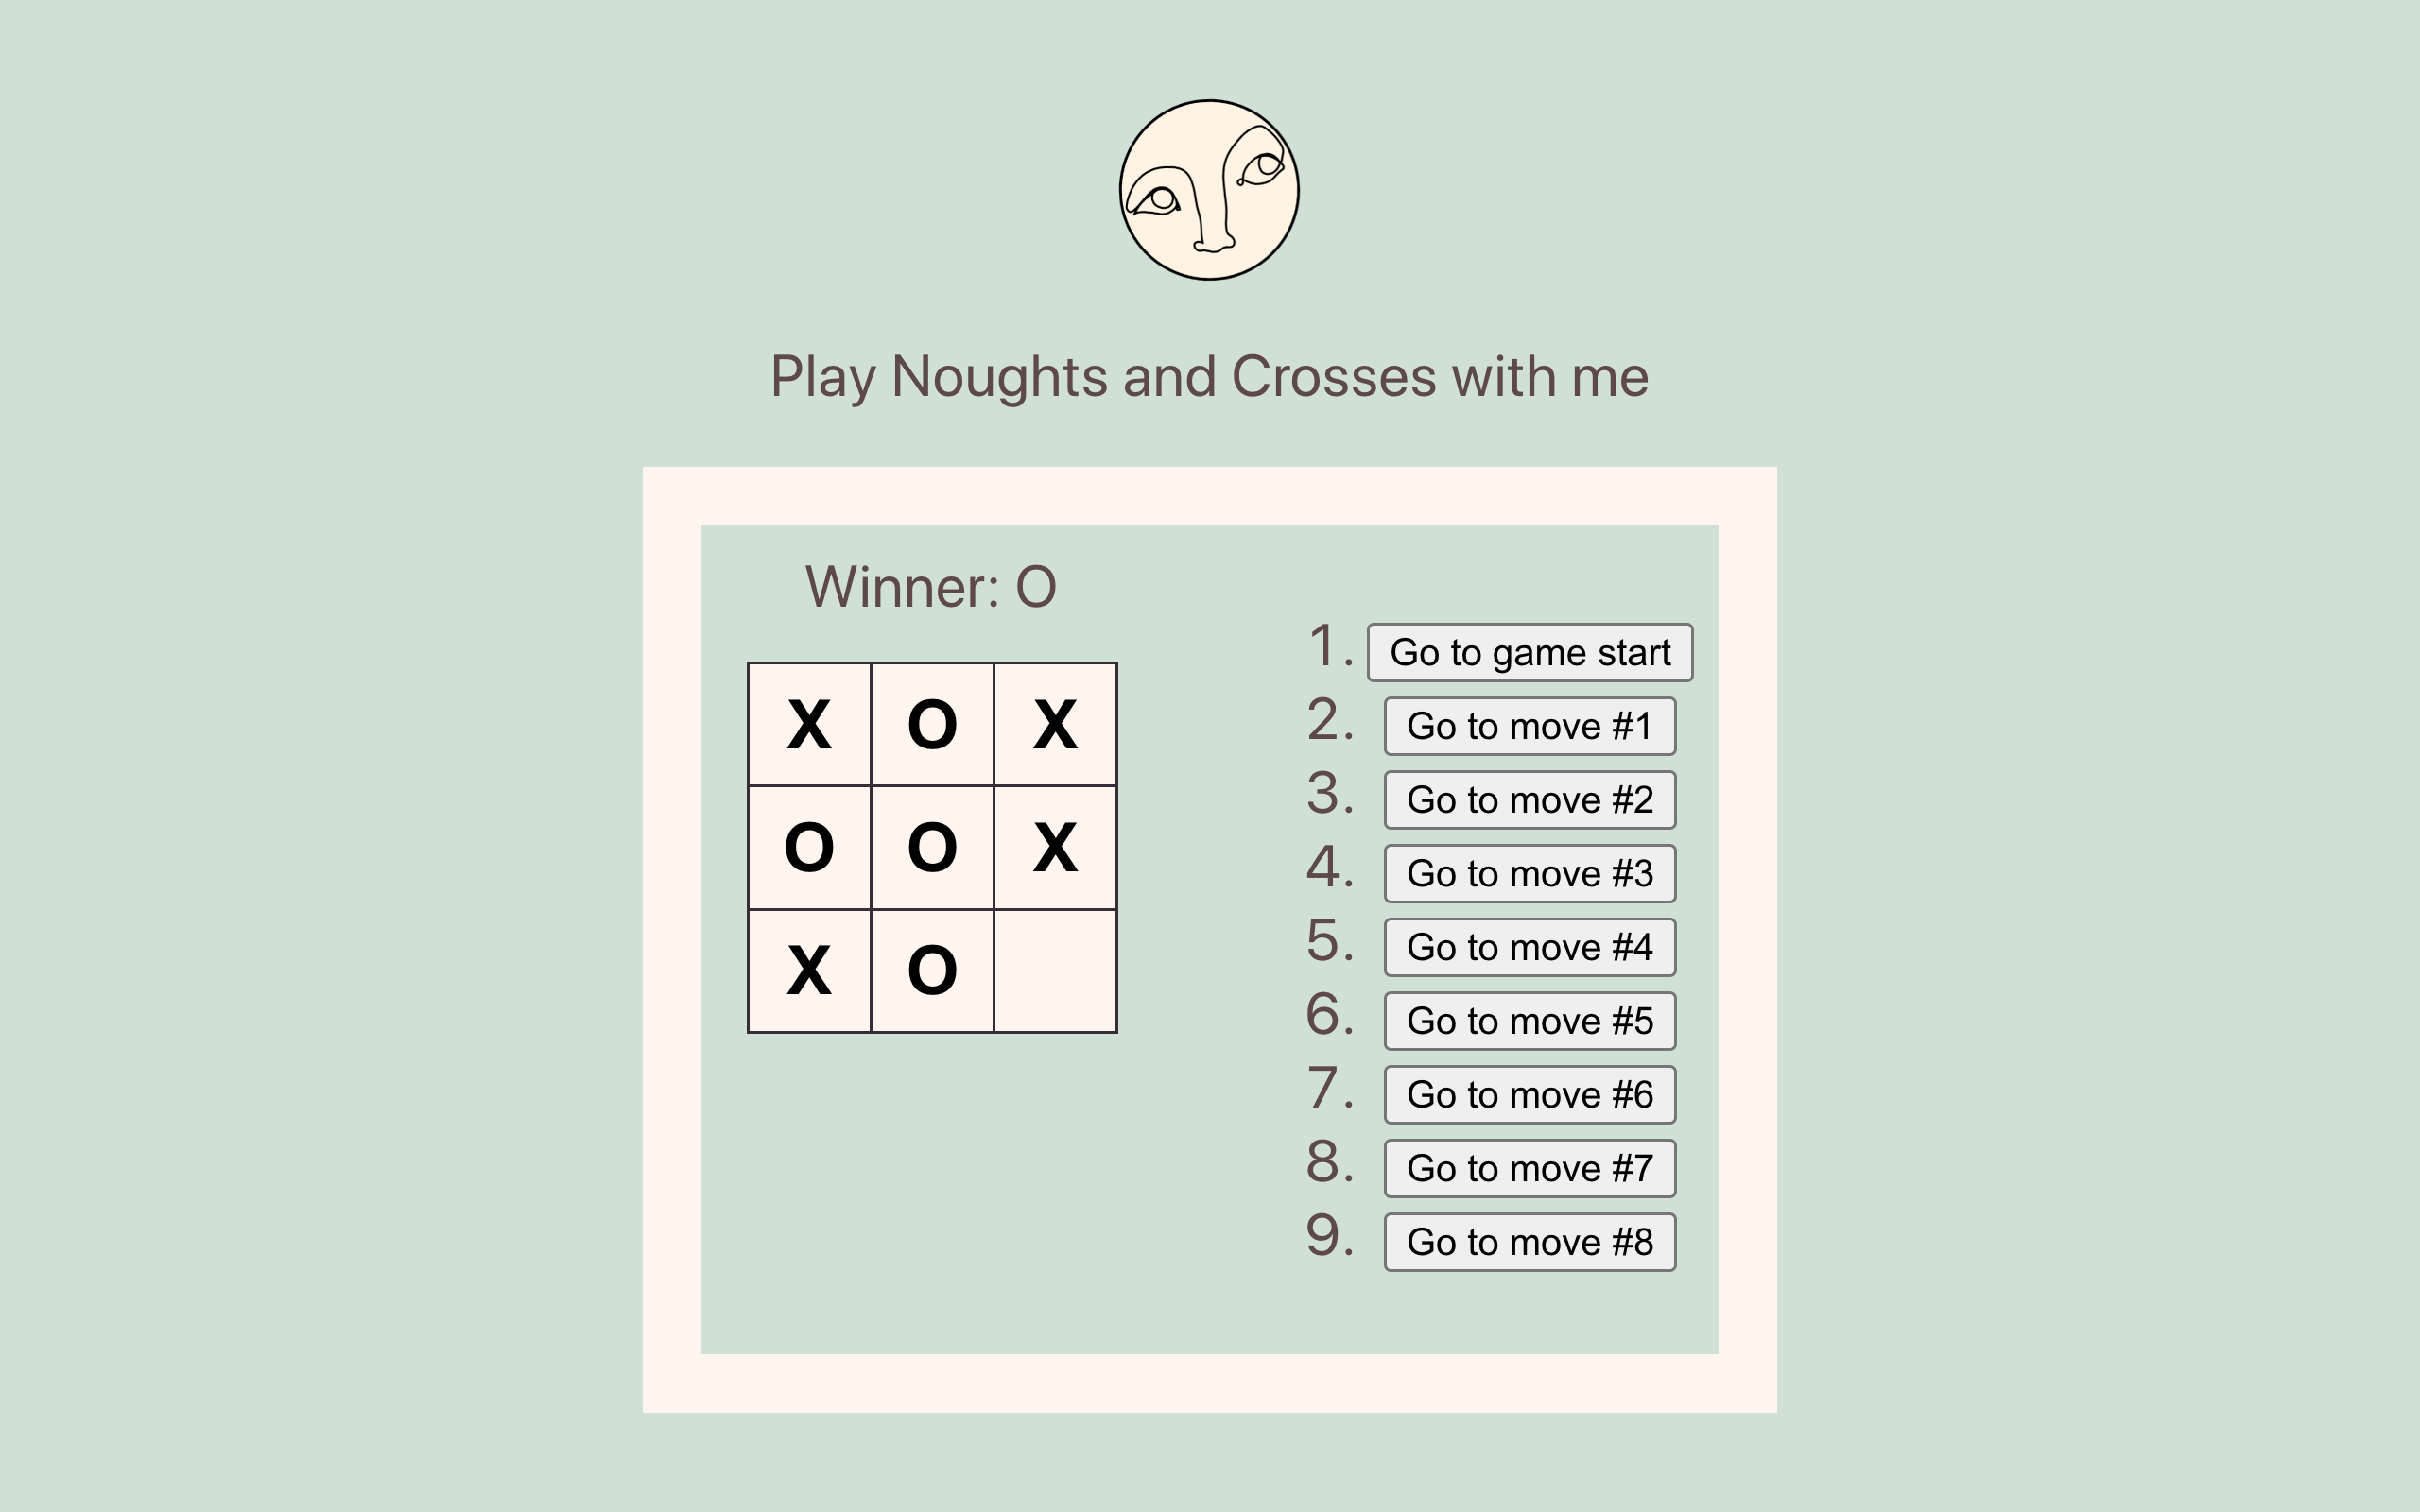 Play Noughts and Crosses with me
Winner: O
X O X
O O X
X O
1. Go to game start
2. Go to move #1
3. Go to move #2
4. Go to move #3
5. Go to move #4
6. Go to move #5
7. Go to move #6
8. Go to move #7
9. Go to move #8